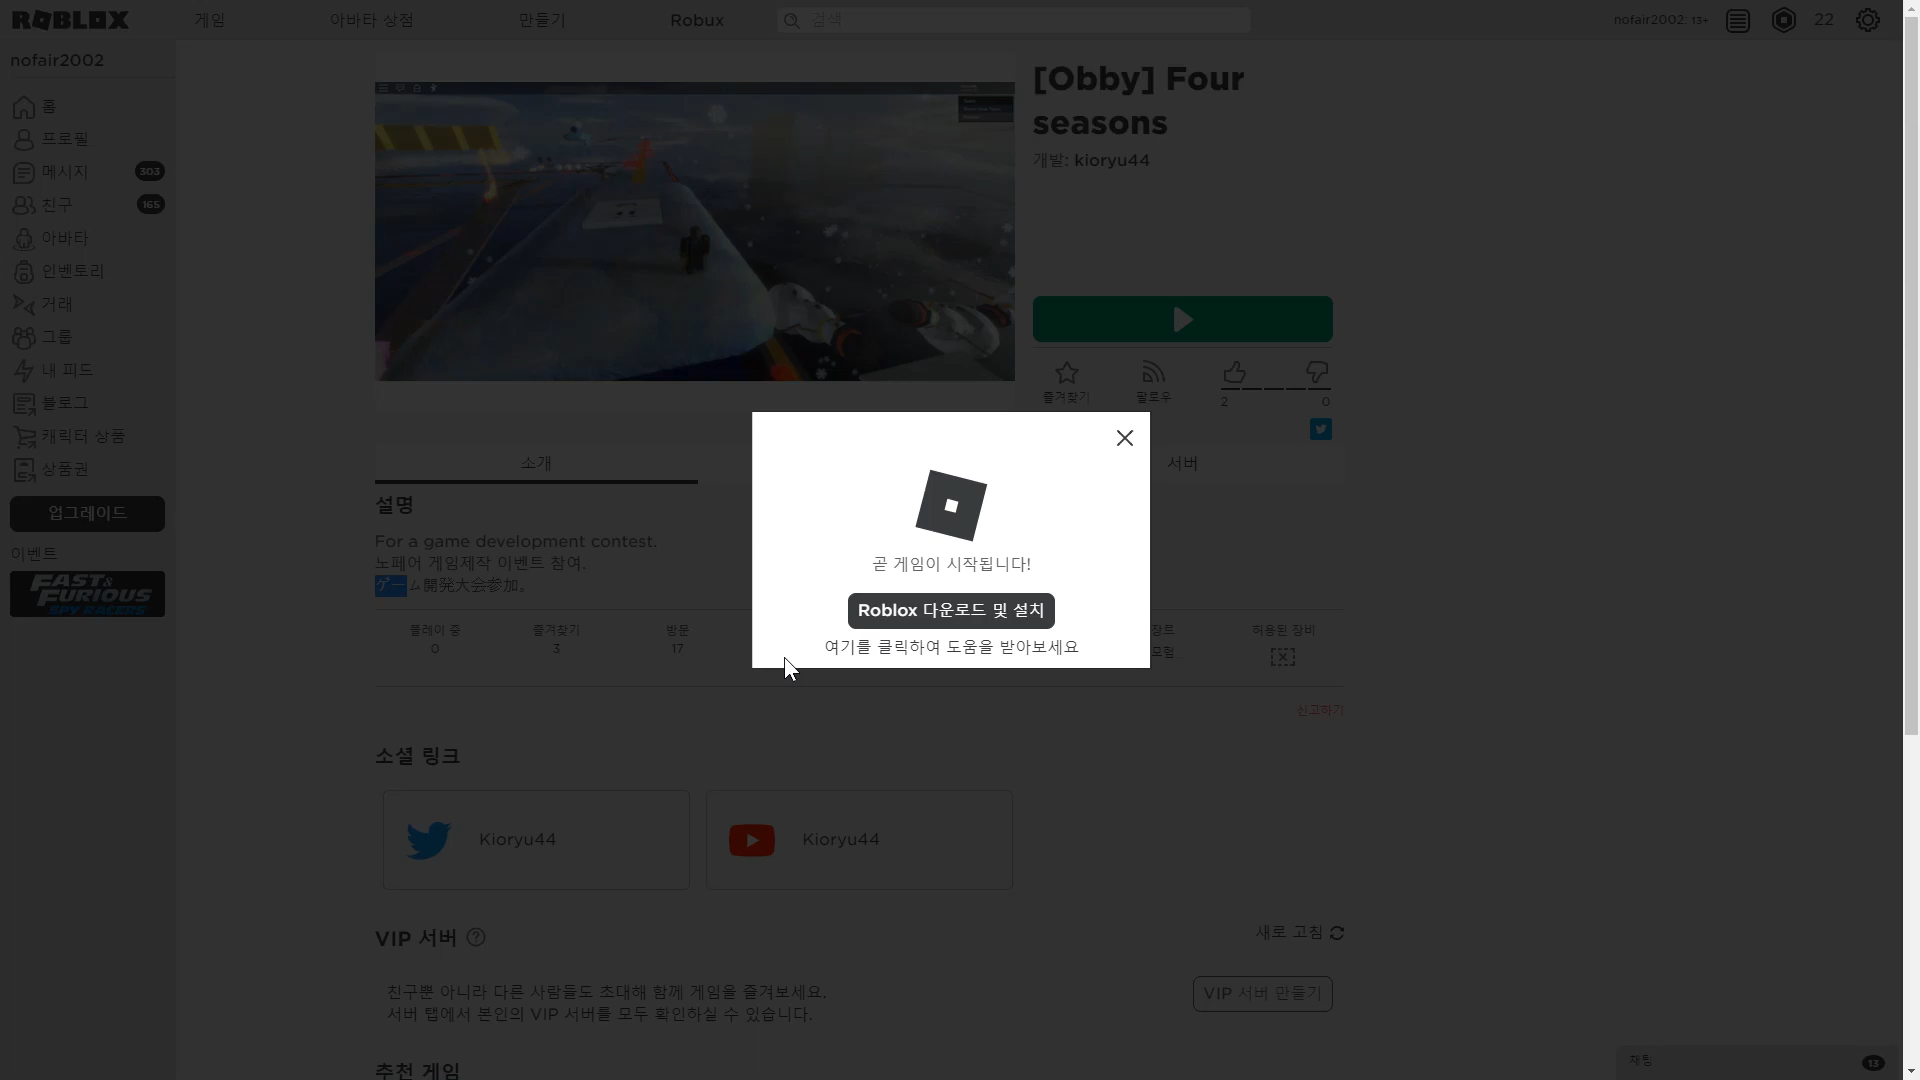 ROBLOX
게임
아바타 상점
만들기
Robux
검색
nofair2002: 13+
22
nofair2002
홈
프로필
메시지 303
친구 165
아바타
인벤토리
거래
그룹
내 피드
블로그
캐릭터 상품
상품권
업그레이드
이벤트
FAST & FURIOUS
SPY RACERS
[Obby] Four
seasons
개발: kioryu44
즐겨찾기
팔로우
2
0
소개
서버
설명
For a game development contest.
노페어 게임제작 이벤트 참여.
ゲーム開発大会参加。
플레이 중
0
즐겨찾기
3
방문
17
장르
모험
허용된 장비
신고하기
곧 게임이 시작됩니다!
Roblox 다운로드 및 설치
여기를 클릭하여 도움을 받아보세요
소셜 링크
Kioryu44
Kioryu44
VIP 서버
새로 고침
친구뿐 아니라 다른 사람들도 초대해 함께 게임을 즐겨보세요.
서버 탭에서 본인의 VIP 서버를 모두 확인하실 수 있습니다.
VIP 서버 만들기
추천 게임
채팅
13